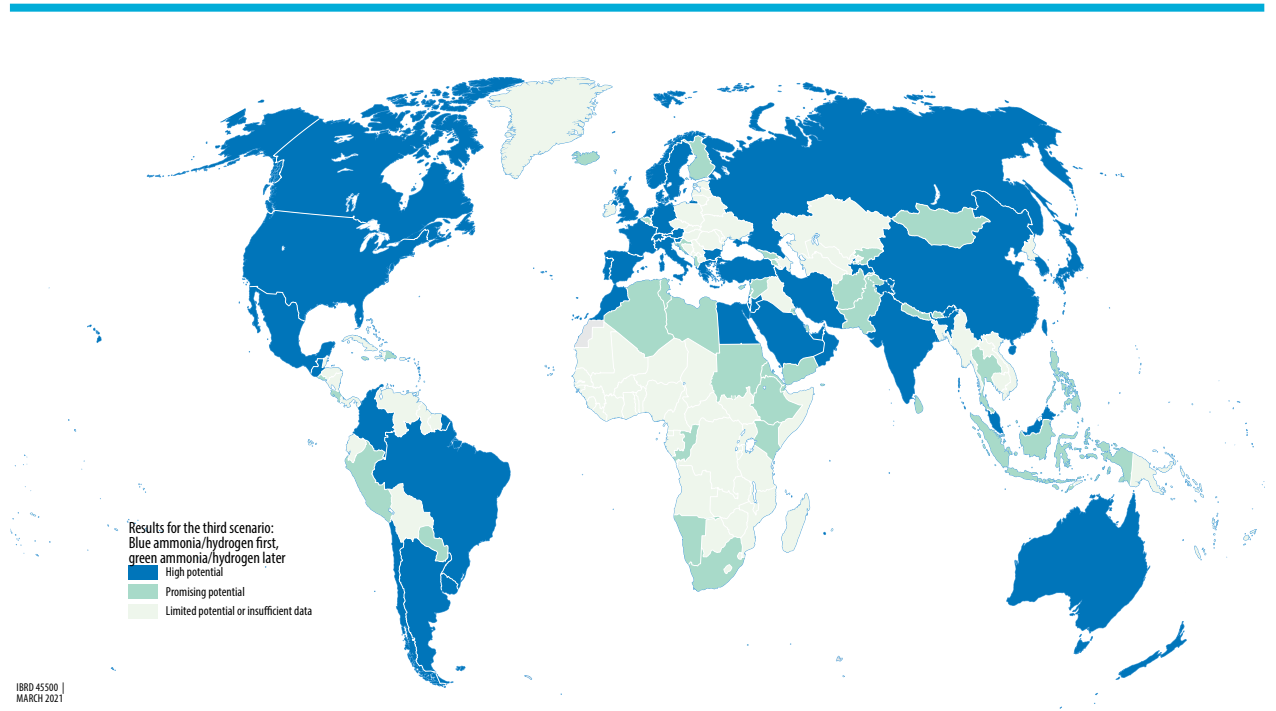 Results for the third scenario:
Blue ammonia/hydrogen first,
green ammonia/hydrogen later
High potential
Promising potential
Limited potential or insufficient data
IBRD 45500 |
MARCH 2021